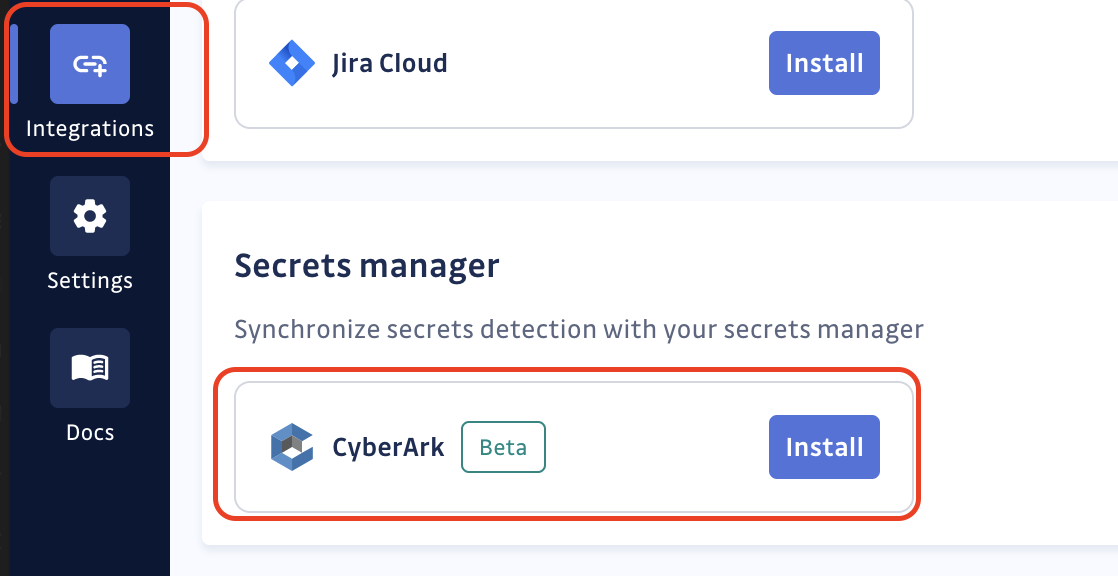 Integrations
Settings
Docs
Jira Cloud
Install
Secrets manager
Synchronize secrets detection with your secrets manager
CyberArk
Beta
Install